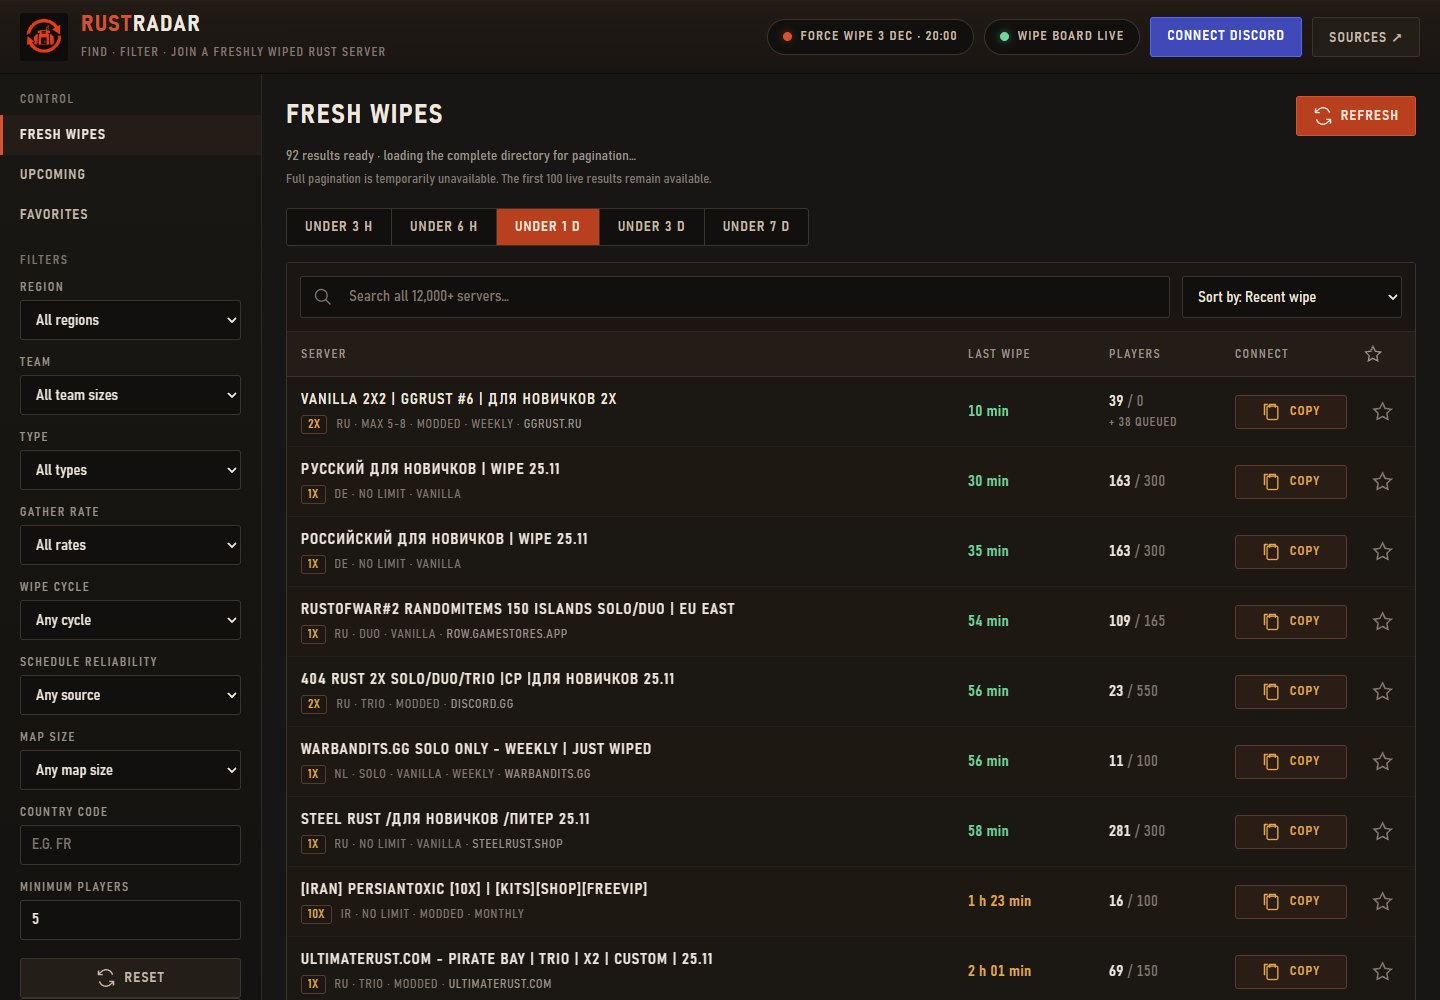 RUSTRADAR
FIND · FILTER · JOIN A FRESHLY WIPED RUST SERVER
FORCE WIPE 3 DEC · 20:00
WIPE BOARD LIVE
CONNECT DISCORD
SOURCES ↗
CONTROL
FRESH WIPES
UPCOMING
FAVORITES
FILTERS
REGION
All regions
TEAM
All team sizes
TYPE
All types
GATHER RATE
All rates
WIPE CYCLE
Any cycle
SCHEDULE RELIABILITY
Any source
MAP SIZE
Any map size
COUNTRY CODE
E.G. FR
MINIMUM PLAYERS
5
RESET
FRESH WIPES
REFRESH
92 results ready · loading the complete directory for pagination…
Full pagination is temporarily unavailable. The first 100 live results remain available.
UNDER 3 H
UNDER 6 H
UNDER 1 D
UNDER 3 D
UNDER 7 D
Search all 12,000+ servers…
Sort by: Recent wipe
SERVER LAST WIPE PLAYERS CONNECT
VANILLA 2X2 | GGRUST #6 | ДЛЯ НОВИЧКОВ 2X
2X RU · MAX 5-8 · MODDED · WEEKLY · GGRUST.RU
10 min
39 / 0
+ 38 QUEUED
COPY
РУССКИЙ ДЛЯ НОВИЧКОВ | WIPE 25.11
1X DE · NO LIMIT · VANILLA
30 min
163 / 300
COPY
РОССИЙСКИЙ ДЛЯ НОВИЧКОВ | WIPE 25.11
1X DE · NO LIMIT · VANILLA
35 min
163 / 300
COPY
RUSTOFWAR#2 RANDOMITEMS 150 ISLANDS SOLO/DUO | EU EAST
1X RU · DUO · VANILLA · ROW.GAMESTORES.APP
54 min
109 / 165
COPY
404 RUST 2X SOLO/DUO/TRIO |СР |ДЛЯ НОВИЧКОВ 25.11
2X RU · TRIO · MODDED · DISCORD.GG
56 min
23 / 550
COPY
WARBANDITS.GG SOLO ONLY - WEEKLY | JUST WIPED
1X NL · SOLO · VANILLA · WEEKLY · WARBANDITS.GG
56 min
11 / 100
COPY
STEEL RUST /ДЛЯ НОВИЧКОВ /ПИТЕР 25.11
1X RU · NO LIMIT · VANILLA · STEELRUST.SHOP
58 min
281 / 300
COPY
[IRAN] PERSIANTOXIC [10X] | [KITS][SHOP][FREEVIP]
10X IR · NO LIMIT · MODDED · MONTHLY
1 h 23 min
16 / 100
COPY
ULTIMATERUST.COM - PIRATE BAY | TRIO | X2 | CUSTOM | 25.11
1X RU · TRIO · MODDED · ULTIMATERUST.COM
2 h 01 min
69 / 150
COPY